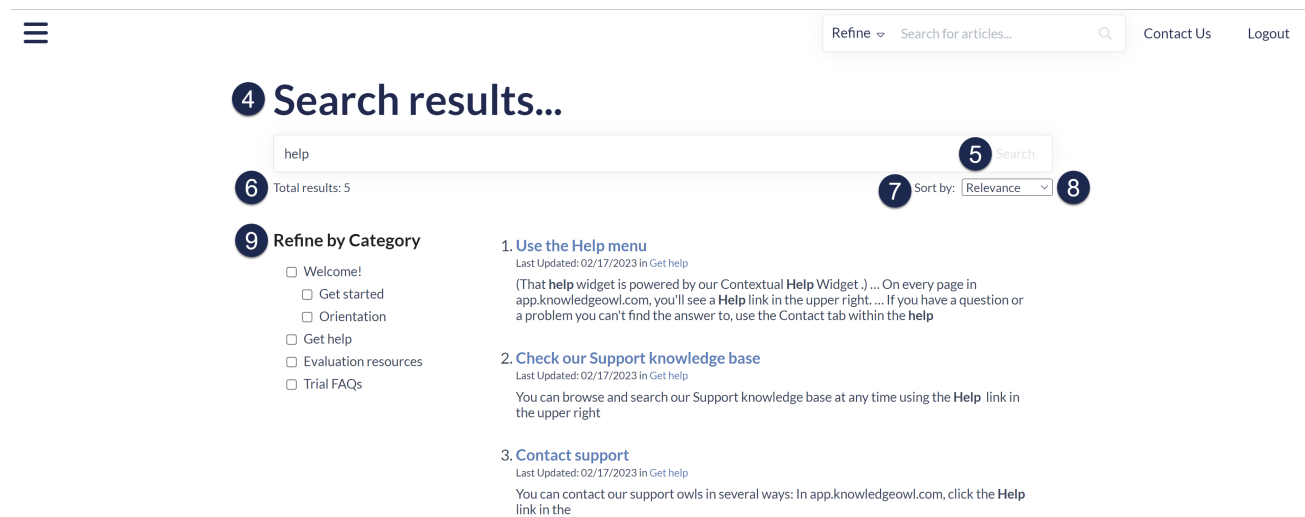 Refine
Search for articles...
Contact Us
Logout
4 Search results...
help
5 Search
6 Total results: 5
7 Sort by: Relevance 8
9 Refine by Category
Welcome!
Get started
Orientation
Get help
Evaluation resources
Trial FAQs
1. Use the Help menu
Last Updated: 02/17/2023 in Get help
(That help widget is powered by our Contextual Help Widget .) ... On every page in
app.knowledgeowl.com, you'll see a Help link in the upper right. ... If you have a question or
a problem you can't find the answer to, use the Contact tab within the help
2. Check our Support knowledge base
Last Updated: 02/17/2023 in Get help
You can browse and search our Support knowledge base at any time using the Help link in
the upper right
3. Contact support
Last Updated: 02/17/2023 in Get help
You can contact our support owls in several ways: In app.knowledgeowl.com, click the Help
link in the